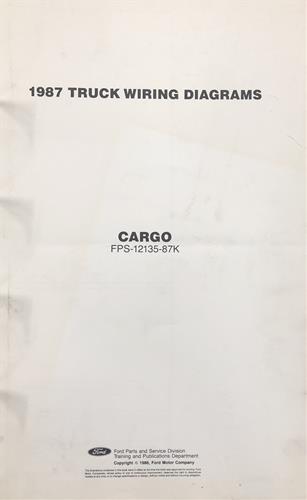 1987 TRUCK WIRING DIAGRAMS
CARGO
FPS-12135-87K
Ford
Ford Parts and Service Division
Training and Publications Department
Copyright © 1986, Ford Motor Company